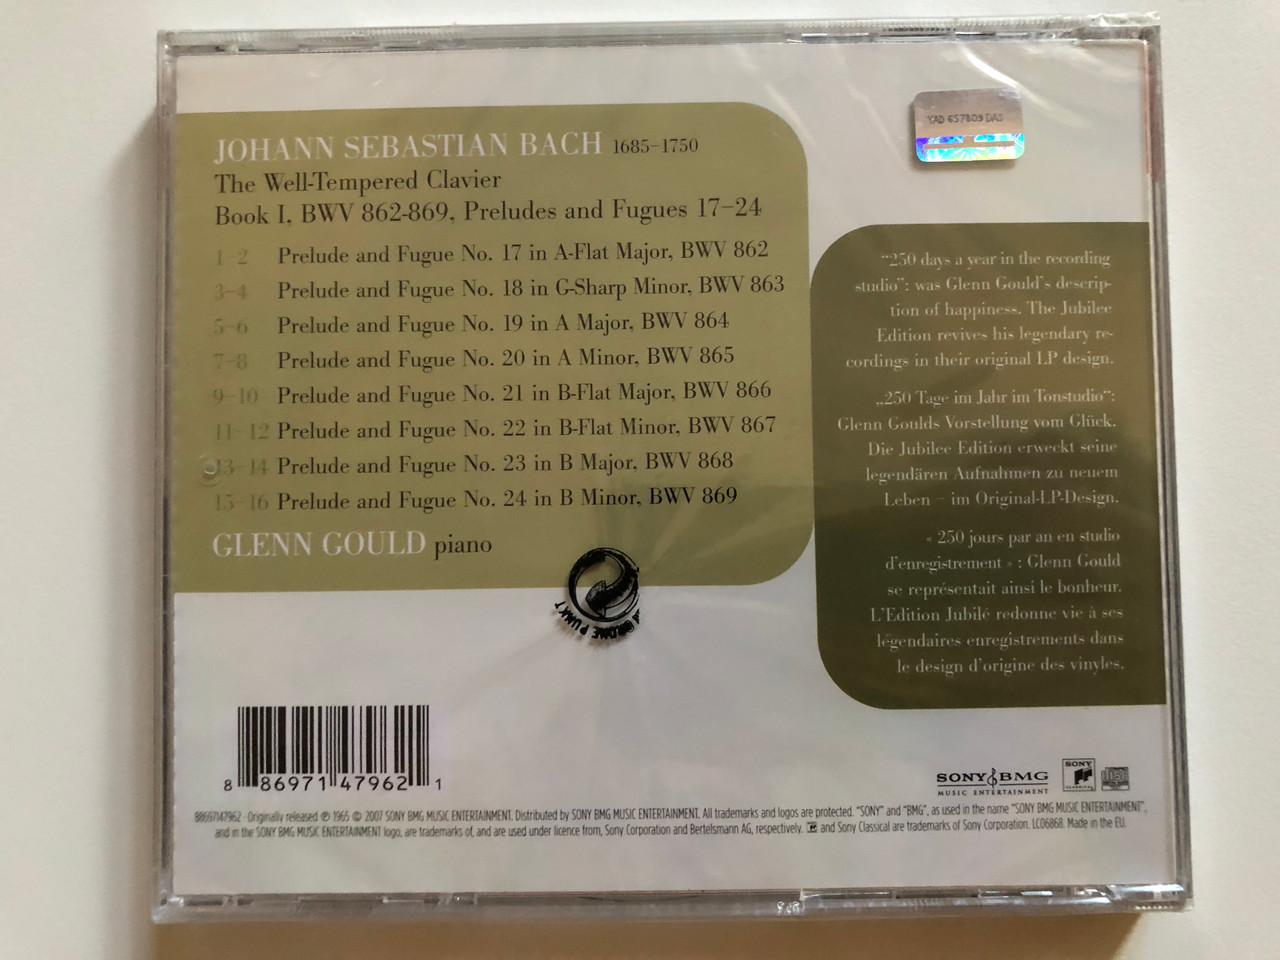 JOHANN SEBASTIAN BACH 1685–1750
The Well-Tempered Clavier
Book I, BWV 862-869, Preludes and Fugues 17–24
1–2 Prelude and Fugue No. 17 in A-Flat Major, BWV 862
3–4 Prelude and Fugue No. 18 in G-Sharp Minor, BWV 863
5–6 Prelude and Fugue No. 19 in A Major, BWV 864
7–8 Prelude and Fugue No. 20 in A Minor, BWV 865
9–10 Prelude and Fugue No. 21 in B-Flat Major, BWV 866
11–12 Prelude and Fugue No. 22 in B-Flat Minor, BWV 867
13–14 Prelude and Fugue No. 23 in B Major, BWV 868
15–16 Prelude and Fugue No. 24 in B Minor, BWV 869
GLENN GOULD piano
YAD 657809 DAS
“250 days a year in the recording
studio”: was Glenn Gould’s descrip-
tion of happiness. The Jubilee
Edition revives his legendary re-
cordings in their original LP design.
„250 Tage im Jahr im Tonstudio“:
Glenn Goulds Vorstellung vom Glück.
Die Jubilee Edition erweckt seine
legendären Aufnahmen zu neuem
Leben – im Original-LP-Design.
« 250 jours par an en studio
d’enregistrement » : Glenn Gould
se représentait ainsi le bonheur.
L’Edition Jubilé redonne vie à ses
légendaires enregistrements dans
le design d’origine des vinyles.
8 86971 47962 1
SONY BMG
MUSIC ENTERTAINMENT
SONY
CLASSICAL
88697147962 · Originally released ℗ 1965 © 2007 SONY BMG MUSIC ENTERTAINMENT. Distributed by SONY BMG MUSIC ENTERTAINMENT. All trademarks and logos are protected. “SONY” and “BMG”, as used in the name “SONY BMG MUSIC ENTERTAINMENT”,
and in the SONY BMG MUSIC ENTERTAINMENT logo, are trademarks of, and are used under licence from, Sony Corporation and Bertelsmann AG, respectively. and Sony Classical are trademarks of Sony Corporation. LC06868. Made in the EU.